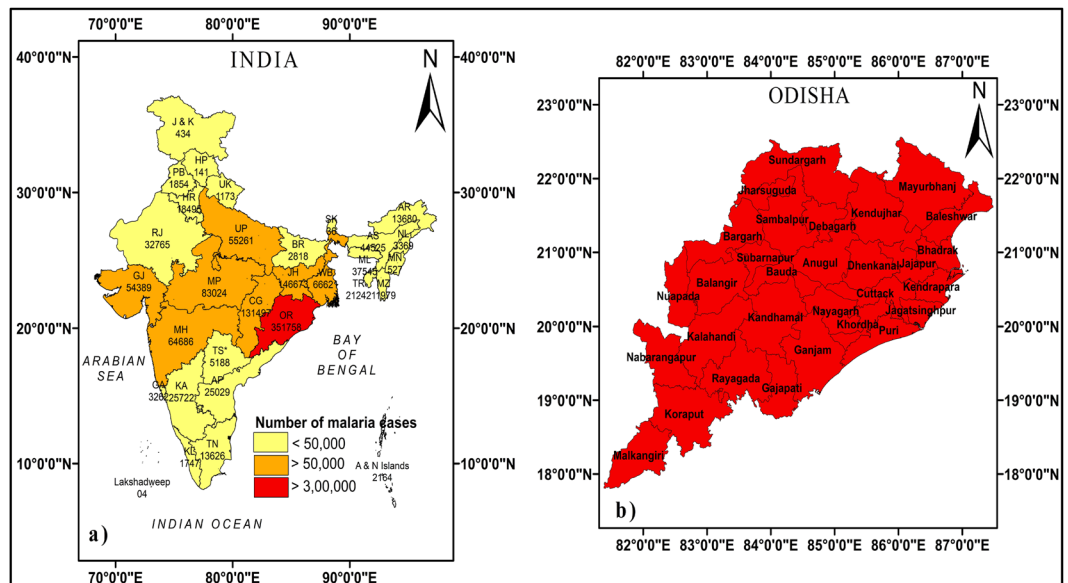 70°0'0"E 80°0'0"E 90°0'0"E
INDIA
N
40°0'0"N
30°0'0"N
20°0'0"N
10°0'0"N
J & K
434
HP
141
PB
1854
UK
1173
HR
RJ
32765
UP
55261
BR
2818
SK
AR
13680
AS
NL
3369
ML
37545
MN
527
TR
MZ
GJ
54389
MP
83024
JH
146673
WB
6662
CG
131497
OR
351758
MH
64686
TS*
5188
AP
25029
GA
KA
TN
13626
KL
1747
ARABIAN
SEA
BAY
OF
BENGAL
Number of malaria cases
< 50,000
> 50,000
> 3,00,000
A & N Islands
Lakshadweep
04
INDIAN OCEAN
a)
40°0'0"N
30°0'0"N
20°0'0"N
10°0'0"N
70°0'0"E 80°0'0"E 90°0'0"E
82°0'0"E 83°0'0"E 84°0'0"E 85°0'0"E 86°0'0"E 87°0'0"E
ODISHA
N
23°0'0"N
22°0'0"N
21°0'0"N
20°0'0"N
19°0'0"N
18°0'0"N
Sundargarh
Jharsuguda
Mayurbhanj
Sambalpur
Kendujhar
Baleshwar
Debagarh
Bargarh
Bhadrak
Subarnapur
Anugul
Dhenkanal
Jajapur
Bauda
Balangir
Kendrapara
Nuapada
Cuttack
Jagatsinghpur
Kandhamal
Nayagarh
Khordha
Puri
Kalahandi
Ganjam
Nabarangapur
Rayagada
Gajapati
Koraput
Malkangiri
b)
23°0'0"N
22°0'0"N
21°0'0"N
20°0'0"N
19°0'0"N
18°0'0"N
82°0'0"E 83°0'0"E 84°0'0"E 85°0'0"E 86°0'0"E 87°0'0"E